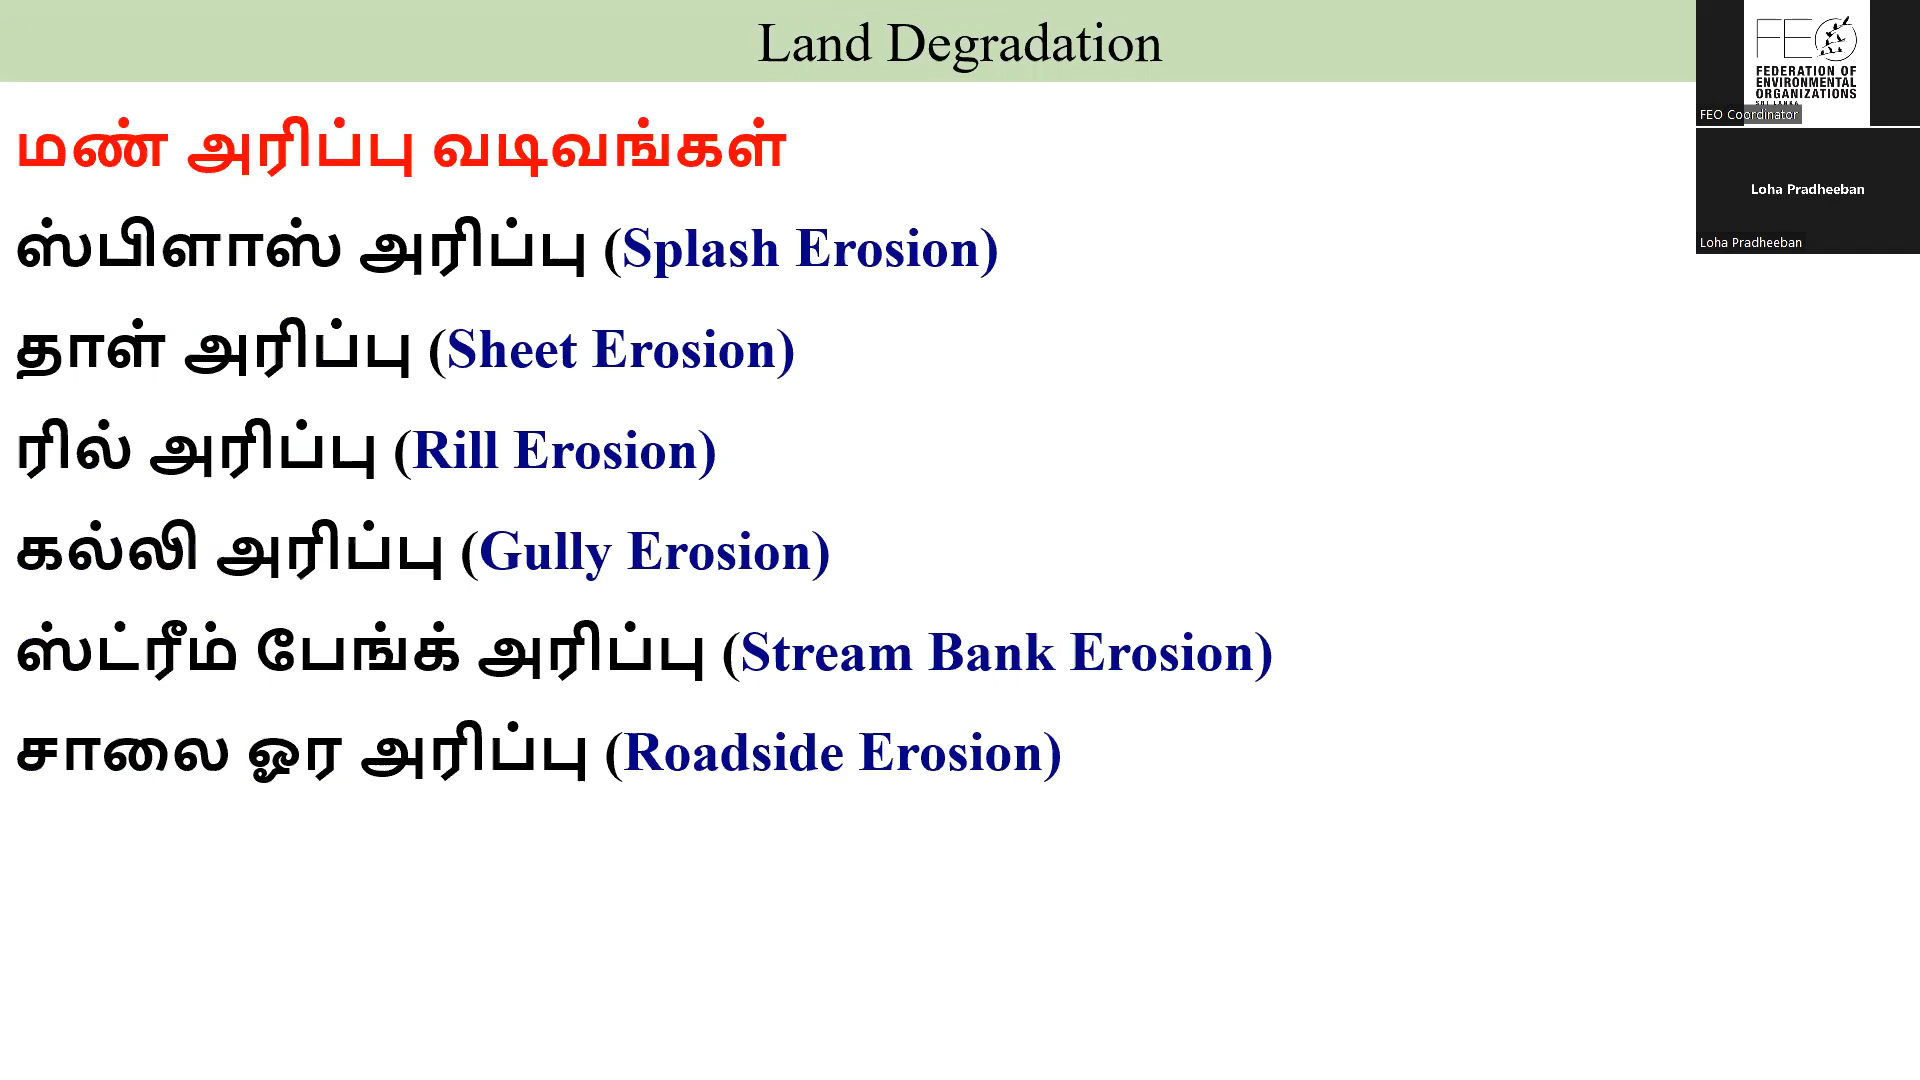 Land Degradation
மண் அரிப்பு வடிவங்கள்
ஸ்பிளாஸ் அரிப்பு (Splash Erosion)
தாள் அரிப்பு (Sheet Erosion)
ரில் அரிப்பு (Rill Erosion)
கல்லி அரிப்பு (Gully Erosion)
ஸ்ட்ரீம் பேங்க் அரிப்பு (Stream Bank Erosion)
சாலை ஓர அரிப்பு (Roadside Erosion)
FEO
FEDERATION OF
ENVIRONMENTAL
ORGANIZATIONS
FEO Coordinator
Loha Pradheeban
Loha Pradheeban